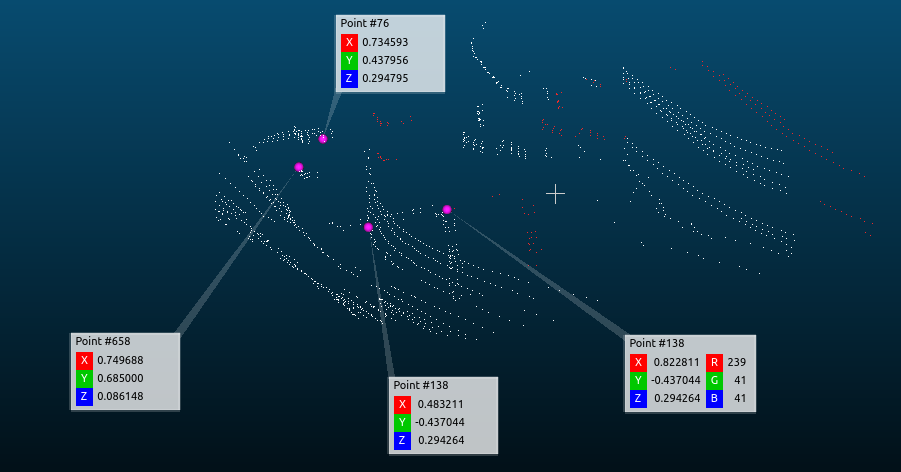 Point #76
X 0.734593
Y 0.437956
Z 0.294795
Point #658
X 0.749688
Y 0.685000
Z 0.086148
Point #138
X 0.483211
Y -0.437044
Z 0.294264
Point #138
X 0.822811 R 239
Y -0.437044 G 41
Z 0.294264 B 41